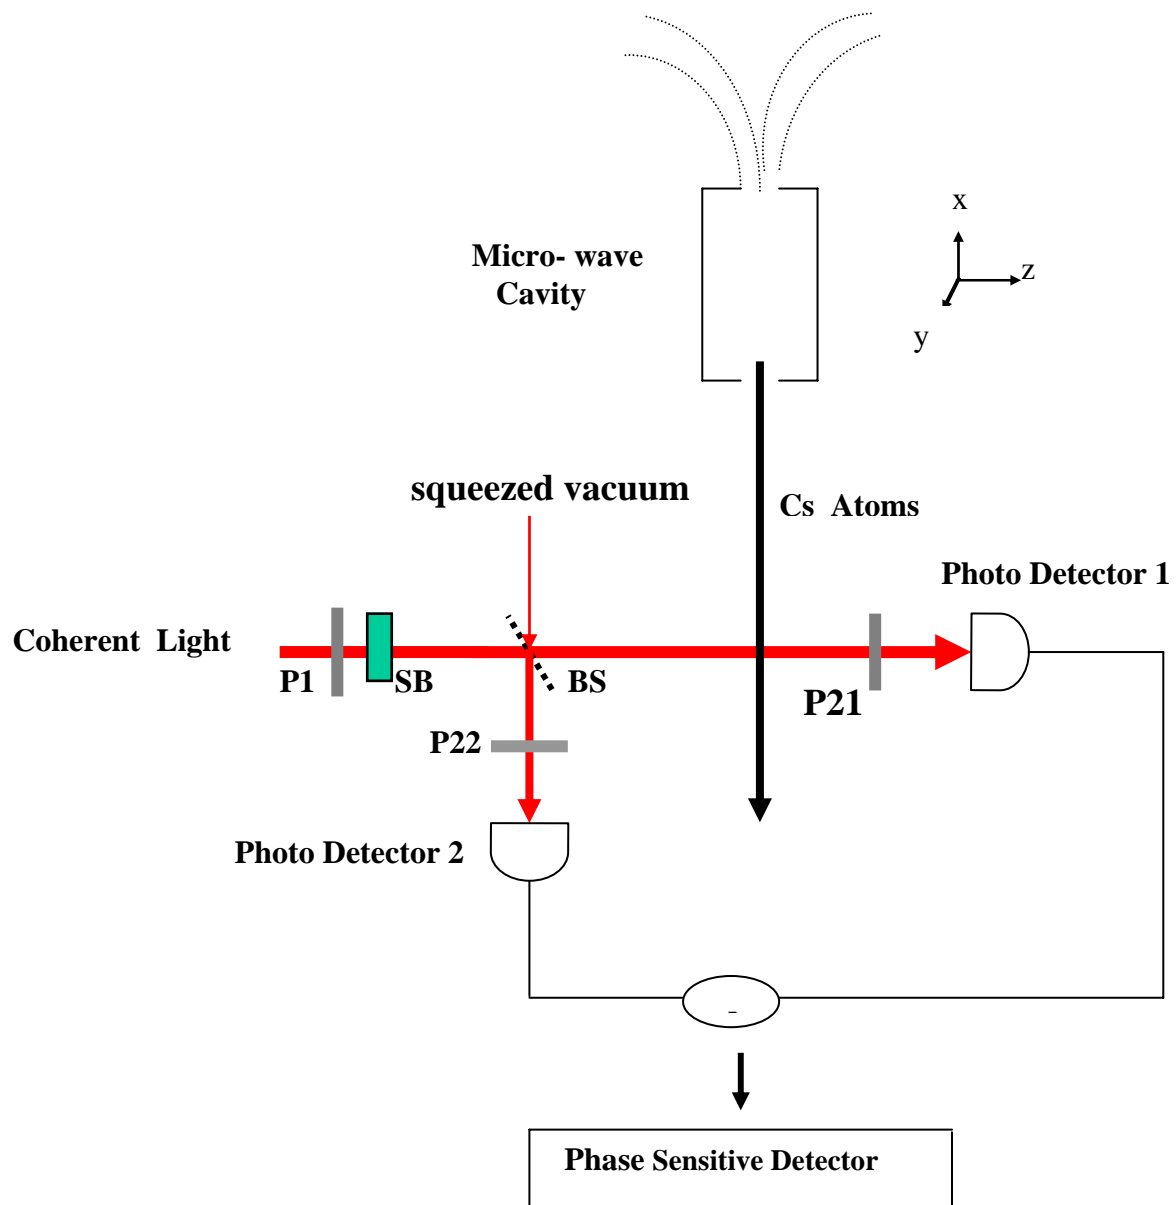 x
Micro- wave
Cavity
z
y
squeezed vacuum
Cs Atoms
Photo Detector 1
Coherent Light
P1
SB
BS
P21
P22
Photo Detector 2
-
Phase Sensitive Detector